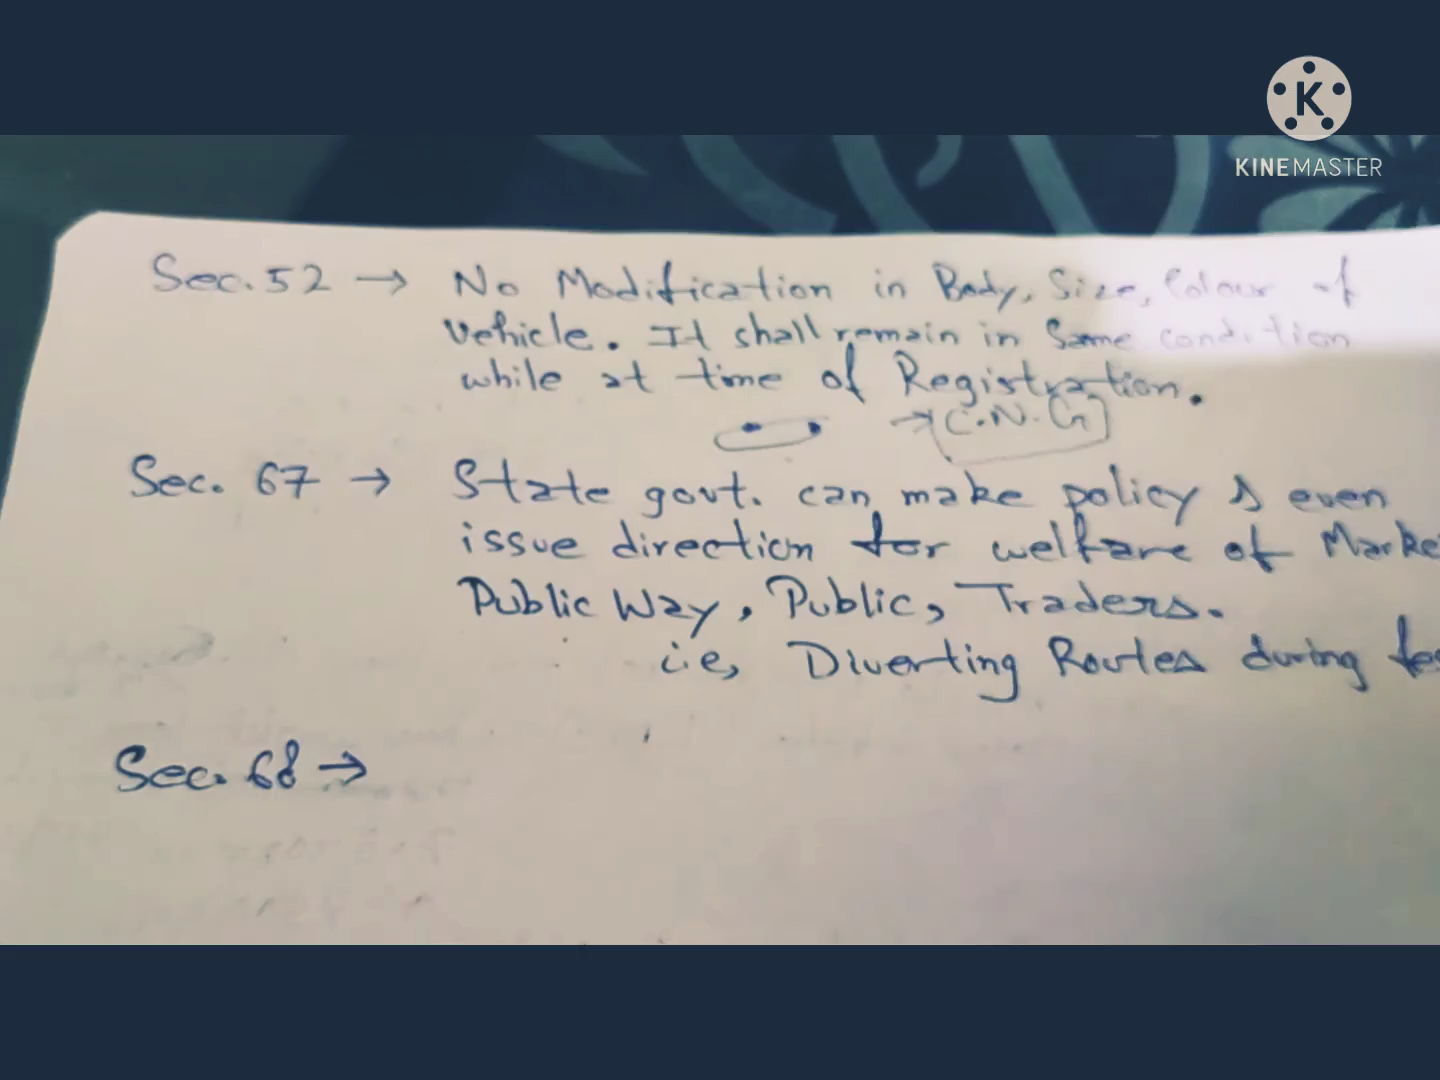 K
KINEMASTER
Sec. 52 → No Modification in Body, Size, Colour of
Vehicle. It shall remain in Same condition
while at time of Registration.
→ C.N.G
Sec. 67 → State govt. can make policy & even
issue direction for welfare of Marke
Public Way, Public, Traders.
i.e, Diverting Routes during fes
Sec. 68 →